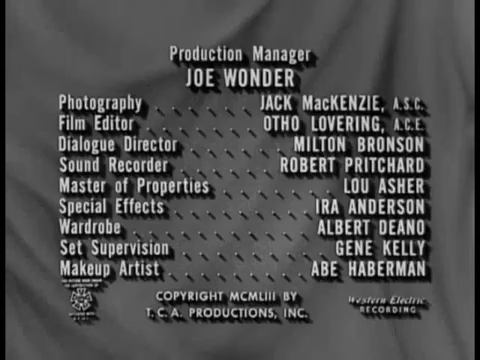 Production Manager
JOE WONDER
Photography JACK MacKENZIE, A.S.C.
Film Editor OTHO LOVERING, A.C.E.
Dialogue Director MILTON BRONSON
Sound Recorder ROBERT PRITCHARD
Master of Properties LOU ASHER
Special Effects IRA ANDERSON
Wardrobe ALBERT DEANO
Set Supervision GENE KELLY
Makeup Artist ABE HABERMAN
COPYRIGHT MCMLIII BY
T.C.A. PRODUCTIONS, INC.
Western Electric
RECORDING